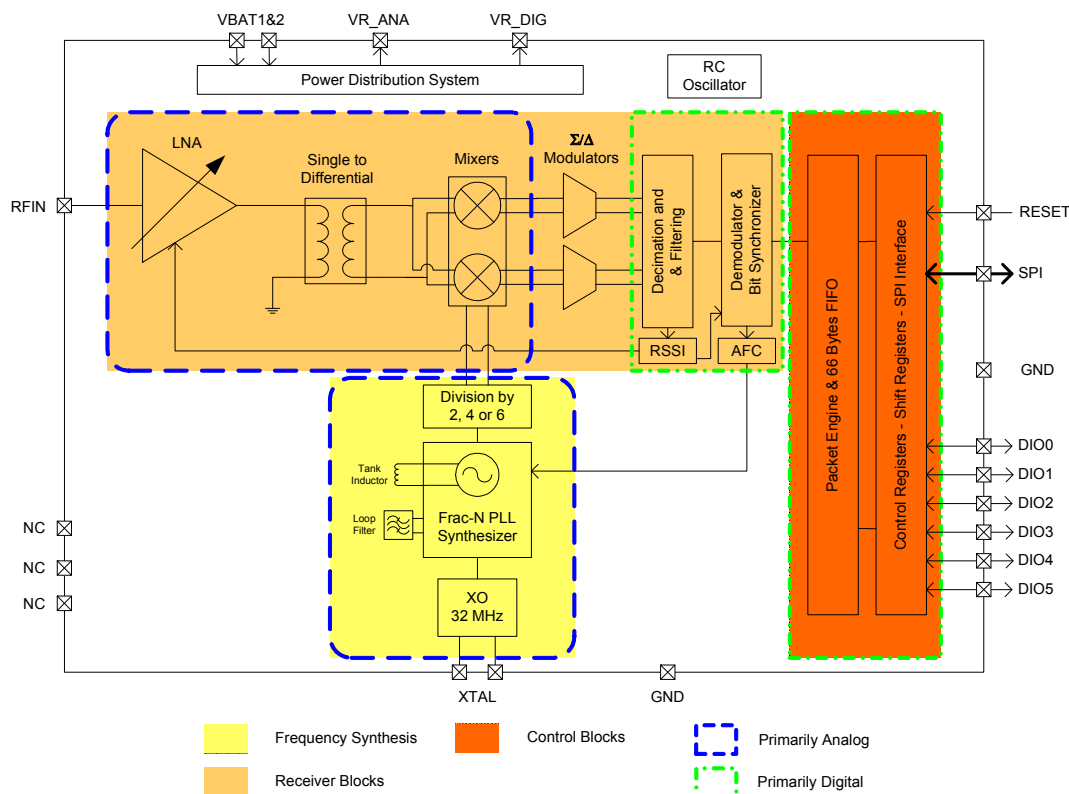 VBAT1&2
VR_ANA
VR_DIG
Power Distribution System
RC
Oscillator
LNA
Single to
Differential
Mixers
Σ/Δ
Modulators
RFIN
RESET
SPI
GND
Decimation and
& Filtering
Demodulator &
Bit Synchronizer
RSSI
AFC
Packet Engine & 66 Bytes FIFO
Control Registers - Shift Registers - SPI Interface
Division by
2, 4 or 6
Tank
Inductor
Loop
Filter
Frac-N PLL
Synthesizer
XO
32 MHz
DIO0
DIO1
DIO2
DIO3
DIO4
DIO5
NC
NC
NC
XTAL
GND
Frequency Synthesis
Control Blocks
Primarily Analog
Receiver Blocks
Primarily Digital